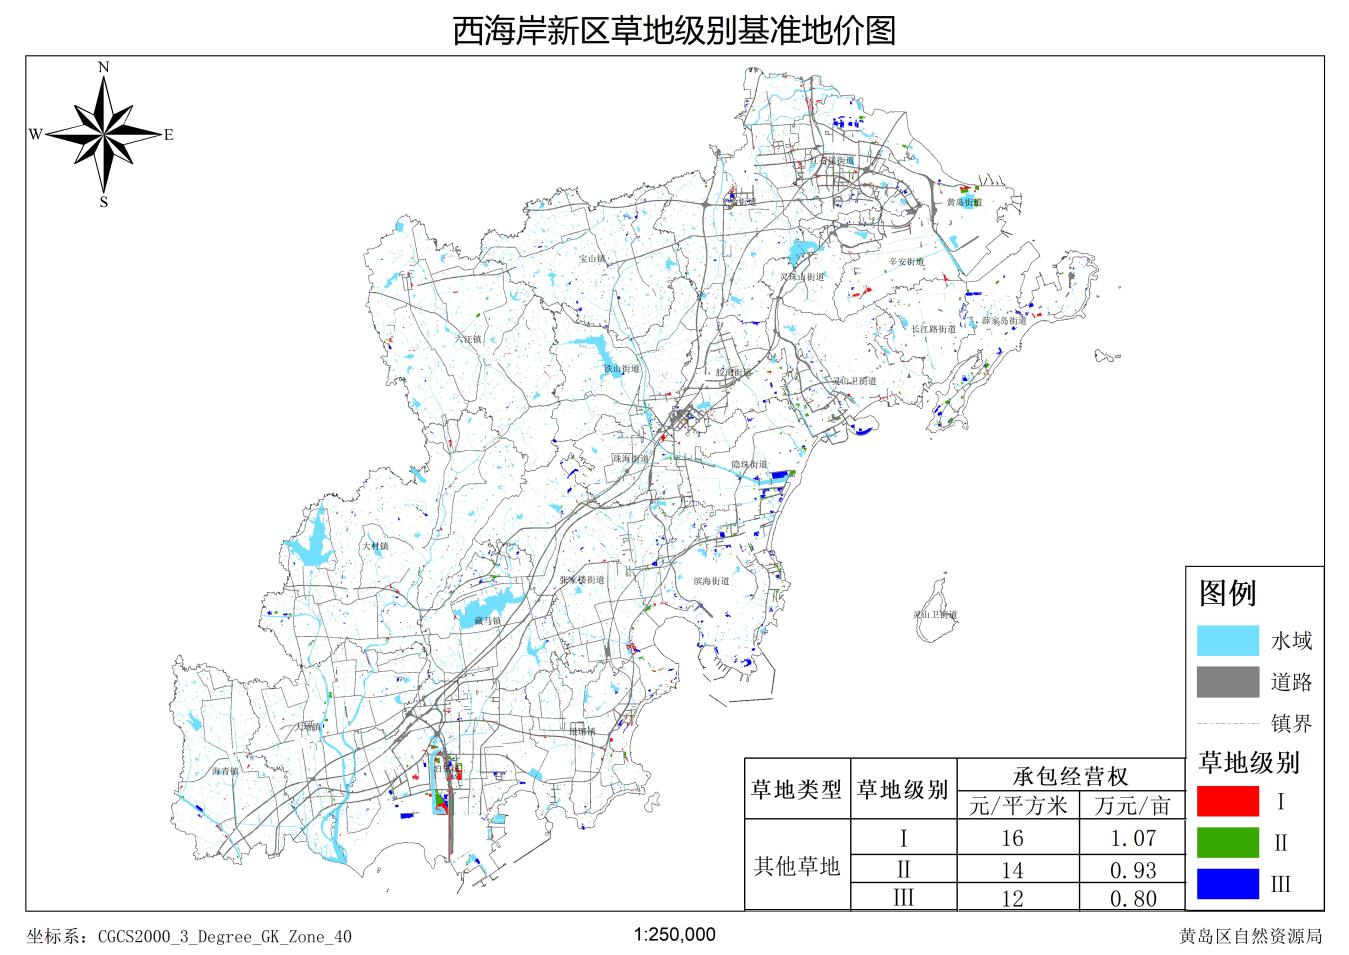 西海岸新区草地级别基准地价图
N
W
E
S
红石崖街道
黄岛街道
宝山镇
辛安街道
灵珠山街道
六汪镇
长江路街道
薛家岛街道
铁山街道
胶南街道
灵山卫街道
珠海街道
隐珠街道
大村镇
张家楼街道
滨海街道
藏马镇
灵山卫街道
大场镇
琅琊镇
海青镇
图例
水域
道路
镇界
草地级别
Ⅰ
Ⅱ
Ⅲ
草地类型 草地级别 承包经营权
元/平方米 万元/亩
其他草地
Ⅰ 16 1.07
Ⅱ 14 0.93
Ⅲ 12 0.80
坐标系：CGCS2000_3_Degree_GK_Zone_40
1:250,000
黄岛区自然资源局